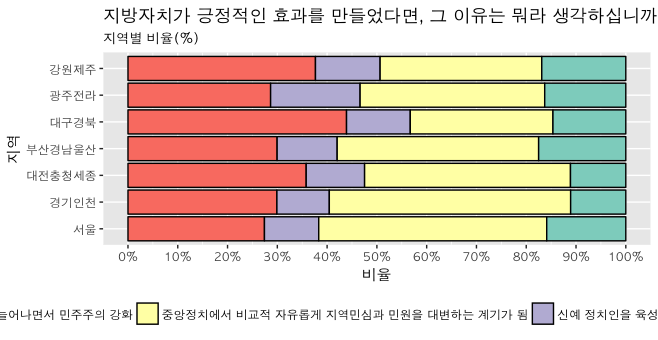 지방자치가 긍정적인 효과를 만들었다면, 그 이유는 뭐라 생각하십니까
지역별 비율(%)
지역
강원제주
광주전라
대구경북
부산경남울산
대전충청세종
경기인천
서울
0% 10% 20% 30% 40% 50% 60% 70% 80% 90% 100%
비율
늘어나면서 민주주의 강화 중앙정치에서 비교적 자유롭게 지역민심과 민원을 대변하는 계기가 됨 신예 정치인을 육성